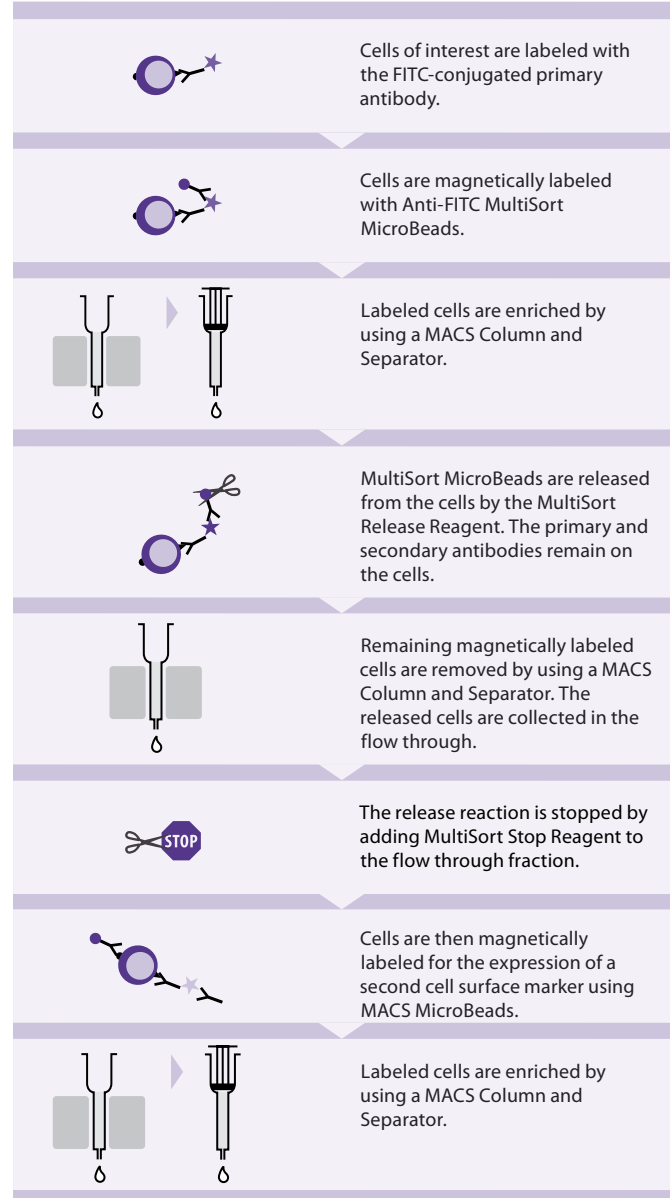 Cells of interest are labeled with
the FITC-conjugated primary
antibody.
Cells are magnetically labeled
with Anti-FITC MultiSort
MicroBeads.
Labeled cells are enriched by
using a MACS Column and
Separator.
MultiSort MicroBeads are released
from the cells by the MultiSort
Release Reagent. The primary and
secondary antibodies remain on
the cells.
Remaining magnetically labeled
cells are removed by using a MACS
Column and Separator. The
released cells are collected in the
flow through.
STOP
The release reaction is stopped by
adding MultiSort Stop Reagent to
the flow through fraction.
Cells are then magnetically
labeled for the expression of a
second cell surface marker using
MACS MicroBeads.
Labeled cells are enriched by
using a MACS Column and
Separator.